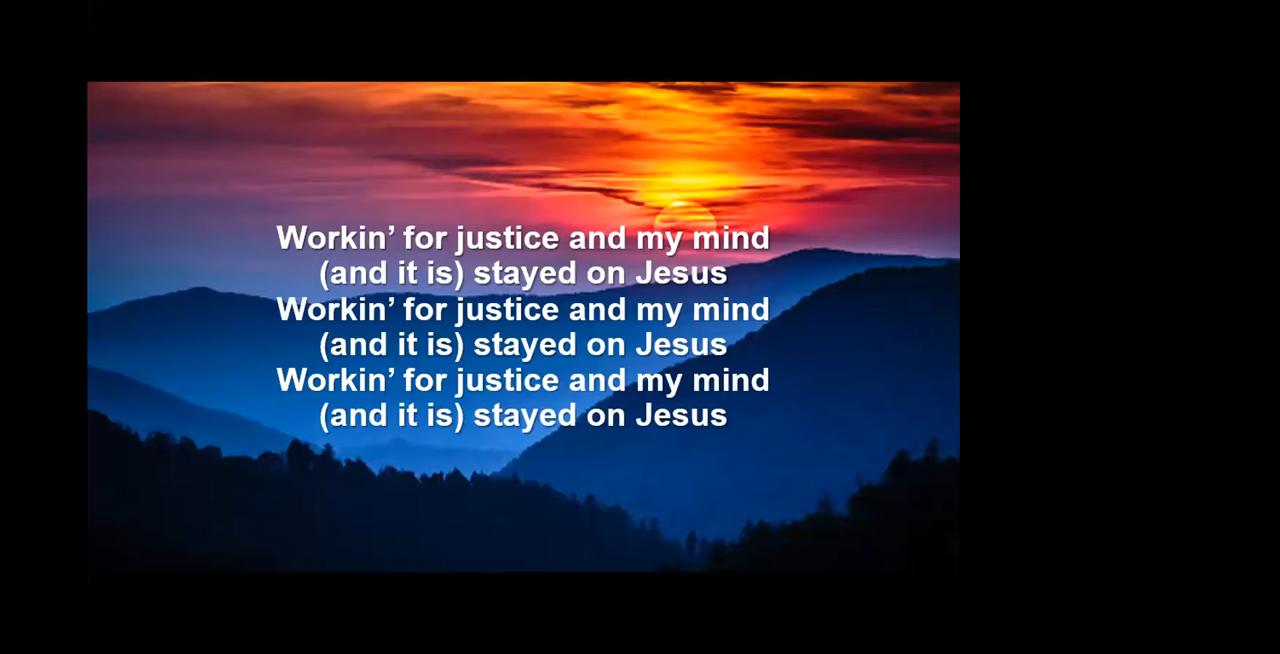 Workin’ for justice and my mind
(and it is) stayed on Jesus
Workin’ for justice and my mind
(and it is) stayed on Jesus
Workin’ for justice and my mind
(and it is) stayed on Jesus